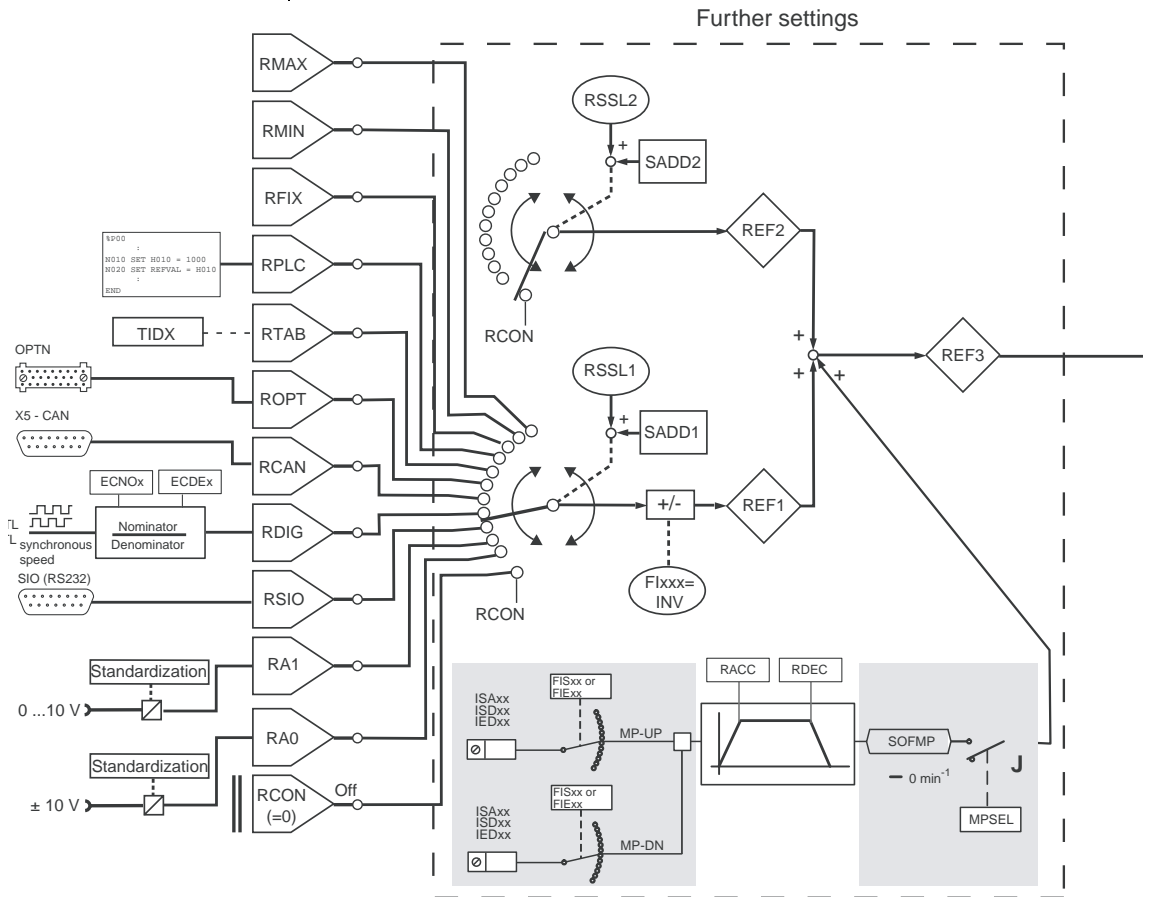 Further settings
RMAX
RMIN
RFIX
%P00
:
N010 SET H010 = 1000
N020 SET REFVAL = H010
:
END
RPLC
TIDX
RTAB
OPTN
ROPT
X5 - CAN
RCAN
ECNOx
ECDEx
TL
synchronous
speed
Nominator
Denominator
RDIG
SIO (RS232)
RSIO
Standardization
0 ...10 V
RA1
RA0
Standardization
± 10 V
RCON
(=0)
Off
RSSL2
+
SADD2
RCON
REF2
RSSL1
+
SADD1
RCON
+/-
FIxxx=
INV
REF1
+
+
+
REF3
ISAxx
ISDxx
IEDxx
FISxx or
FIExx
MP-UP
ISAxx
ISDxx
IEDxx
FISxx or
FIExx
MP-DN
RACC
RDEC
SOFMP
0 min-1
J
MPSEL